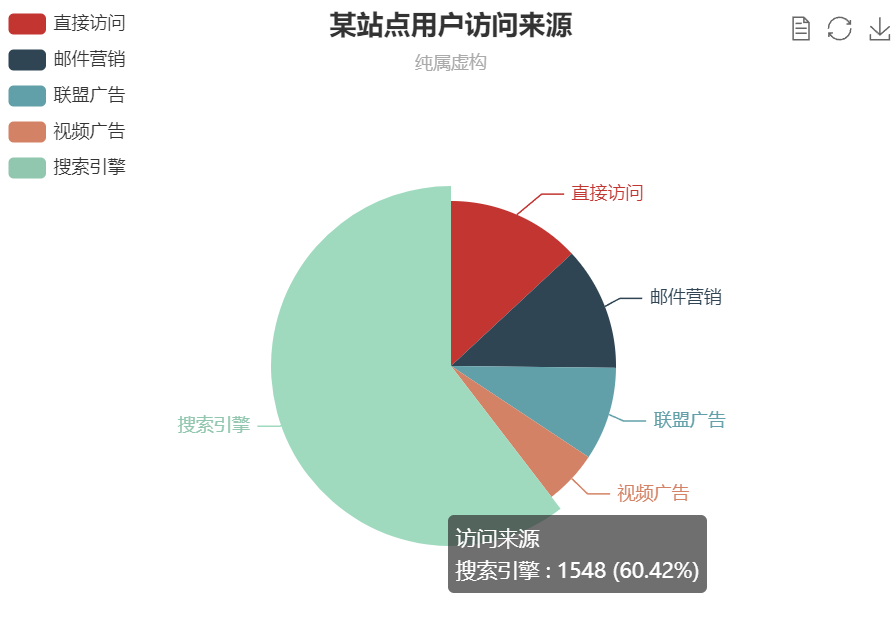 某站点用户访问来源
纯属虚构
直接访问
邮件营销
联盟广告
视频广告
搜索引擎
直接访问
邮件营销
联盟广告
视频广告
搜索引擎
访问来源
搜索引擎 : 1548 (60.42%)